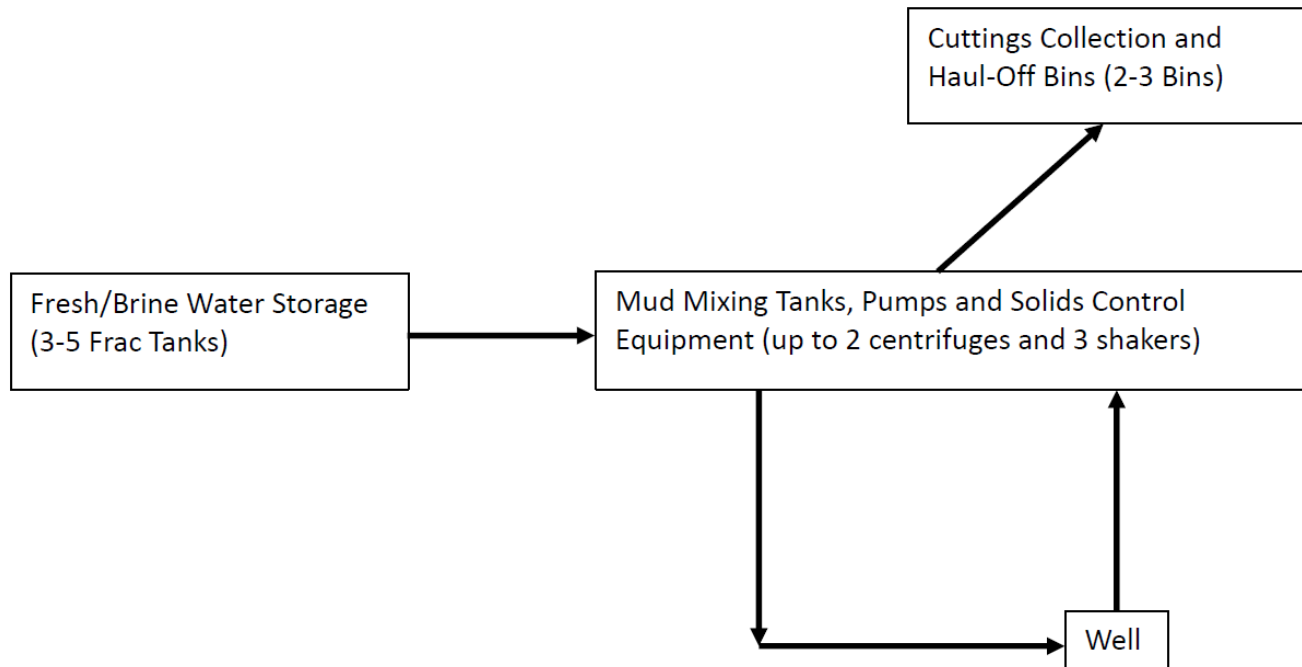 Cuttings Collection and
Haul-Off Bins (2-3 Bins)
Fresh/Brine Water Storage
(3-5 Frac Tanks)
Mud Mixing Tanks, Pumps and Solids Control
Equipment (up to 2 centrifuges and 3 shakers)
Well